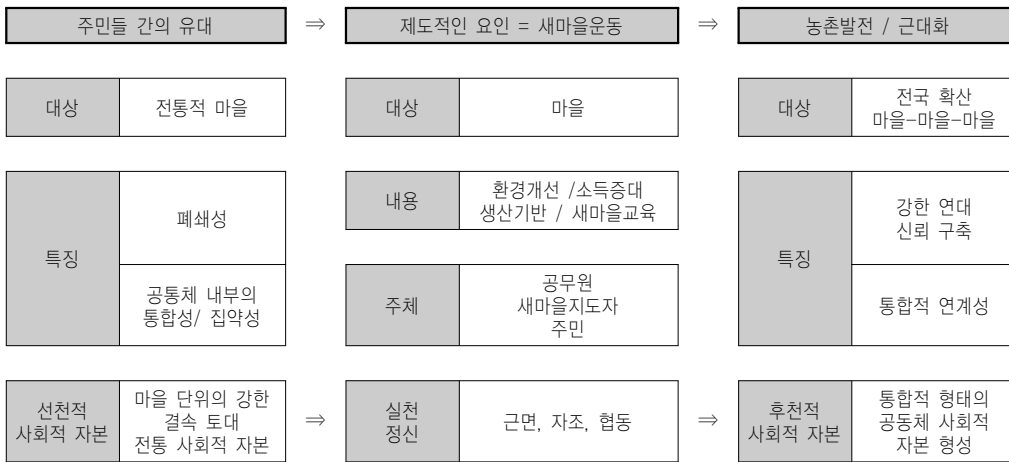 주민들 간의 유대
⇒
제도적인 요인 = 새마을운동
⇒
농촌발전 / 근대화
대상
전통적 마을
대상
마을
대상
전국 확산
마을-마을-마을
특징
폐쇄성
공통체 내부의
통합성/ 집약성
내용
환경개선 /소득증대
생산기반 / 새마을교육
주체
공무원
새마을지도자
주민
특징
강한 연대
신뢰 구축
통합적 연계성
선천적
사회적 자본
마을 단위의 강한
결속 토대
전통 사회적 자본
⇒
실천
정신
근면, 자조, 협동
⇒
후천적
사회적 자본
통합적 형태의
공동체 사회적
자본 형성